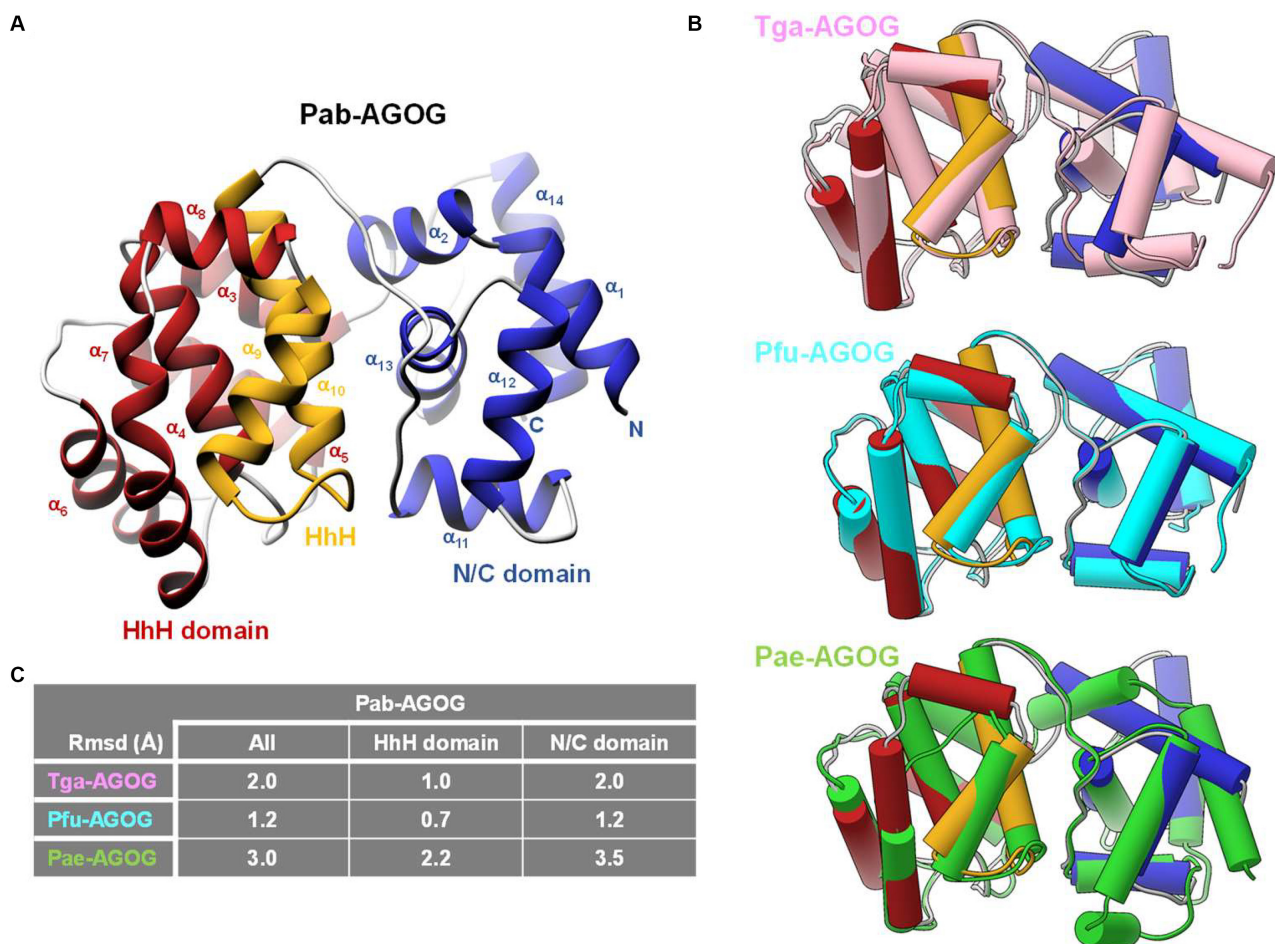 A
Pab-AGOG
α8
α2
α14
α3
α1
α7
α9
α13
α12
α10
α4
C
N
α5
α6
HhH
α11
N/C domain
HhH domain
B
Tga-AGOG
Pfu-AGOG
Pae-AGOG
C
Pab-AGOG
Rmsd (Å) All HhH domain N/C domain
Tga-AGOG 2.0 1.0 2.0
Pfu-AGOG 1.2 0.7 1.2
Pae-AGOG 3.0 2.2 3.5